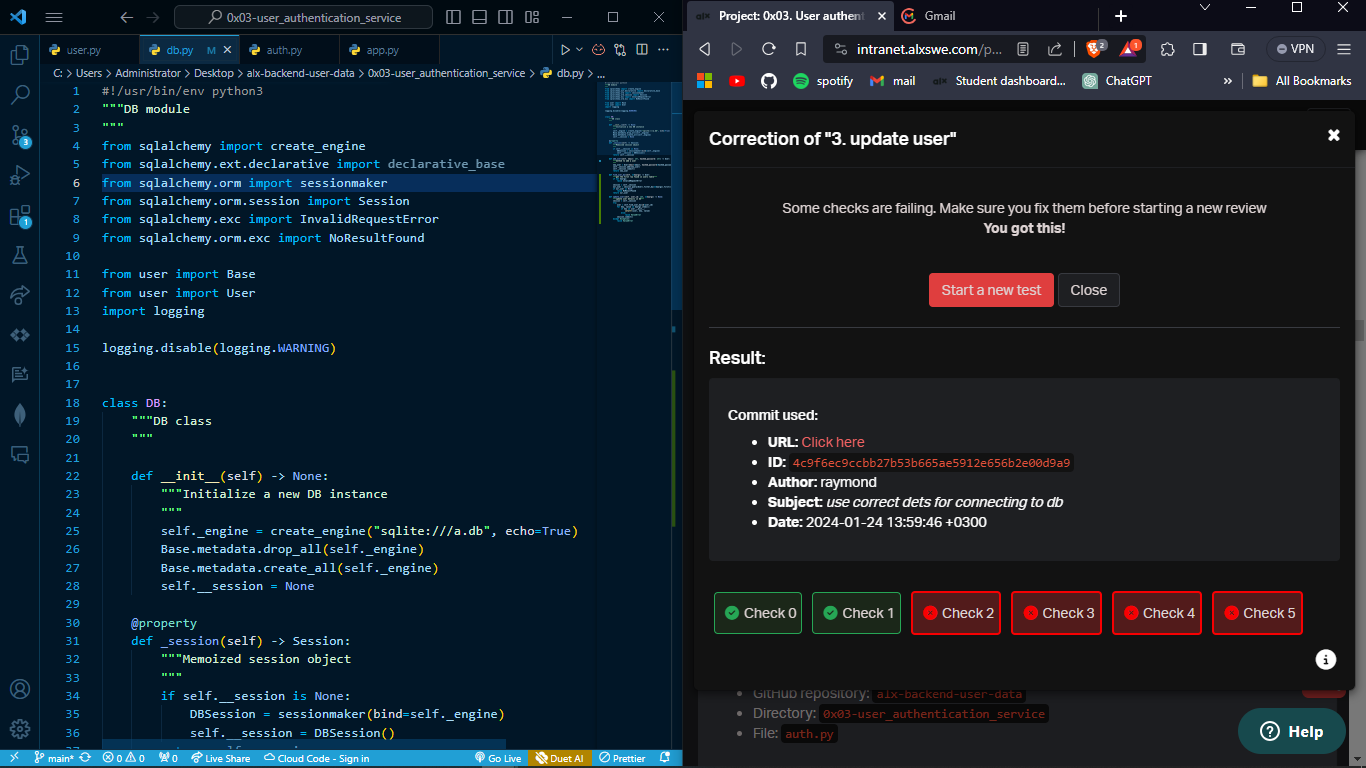 0x03-user_authentication_service
user.py
db.py M
auth.py
app.py
C: > Users > Administrator > Desktop > alx-backend-user-data > 0x03-user_authentication_service > db.py > ...
1 #!/usr/bin/env python3
2 """DB module
3 """
4 from sqlalchemy import create_engine
5 from sqlalchemy.ext.declarative import declarative_base
6 from sqlalchemy.orm import sessionmaker
7 from sqlalchemy.orm.session import Session
8 from sqlalchemy.exc import InvalidRequestError
9 from sqlalchemy.orm.exc import NoResultFound
10
11 from user import Base
12 from user import User
13 import logging
14
15 logging.disable(logging.WARNING)
16
17
18 class DB:
19 """DB class
20 """
21
22 def __init__(self) -> None:
23 """Initialize a new DB instance
24 """
25 self._engine = create_engine("sqlite:///a.db", echo=True)
26 Base.metadata.drop_all(self._engine)
27 Base.metadata.create_all(self._engine)
28 self.__session = None
29
30 @property
31 def _session(self) -> Session:
32 """Memoized session object
33 """
34 if self.__session is None:
35 DBSession = sessionmaker(bind=self._engine)
36 self.__session = DBSession()
3
1
main*
0 0
0
Live Share
Cloud Code - Sign in
Go Live
Duet AI
Prettier
Project: 0x03. User authent
Gmail
intranet.alxswe.com/p...
2
1
VPN
spotify
mail
Student dashboard...
ChatGPT
»
All Bookmarks
Correction of "3. update user"
Some checks are failing. Make sure you fix them before starting a new review
You got this!
Start a new test
Close
Result:
Commit used:
• URL: Click here
• ID: 4c9f6ec9ccbb27b53b665ae5912e656b2e00d9a9
• Author: raymond
• Subject: use correct dets for connecting to db
• Date: 2024-01-24 13:59:46 +0300
Check 0
Check 1
Check 2
Check 3
Check 4
Check 5
• GitHub repository: alx-backend-user-data
• Directory: 0x03-user_authentication_service
• File: auth.py
Help